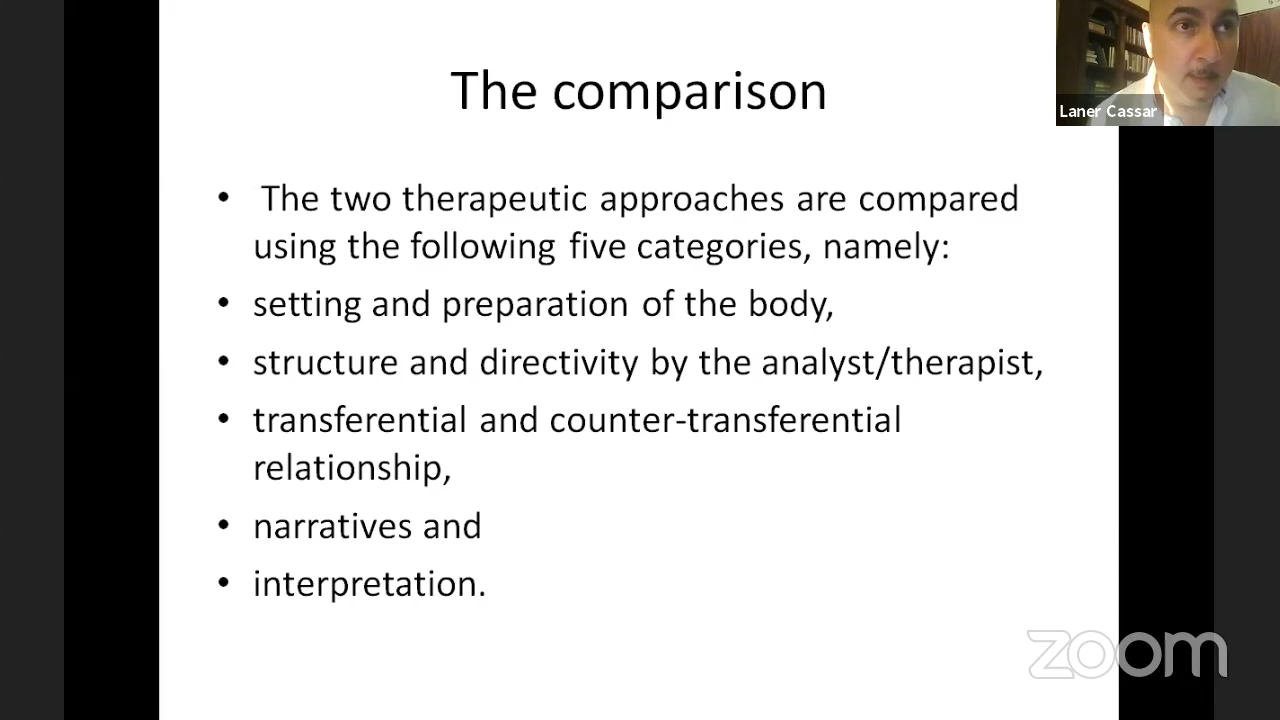 The comparison
Laner Cassar
• The two therapeutic approaches are compared
using the following five categories, namely:
• setting and preparation of the body,
• structure and directivity by the analyst/therapist,
• transferential and counter-transferential
relationship,
• narratives and
• interpretation.
zoom